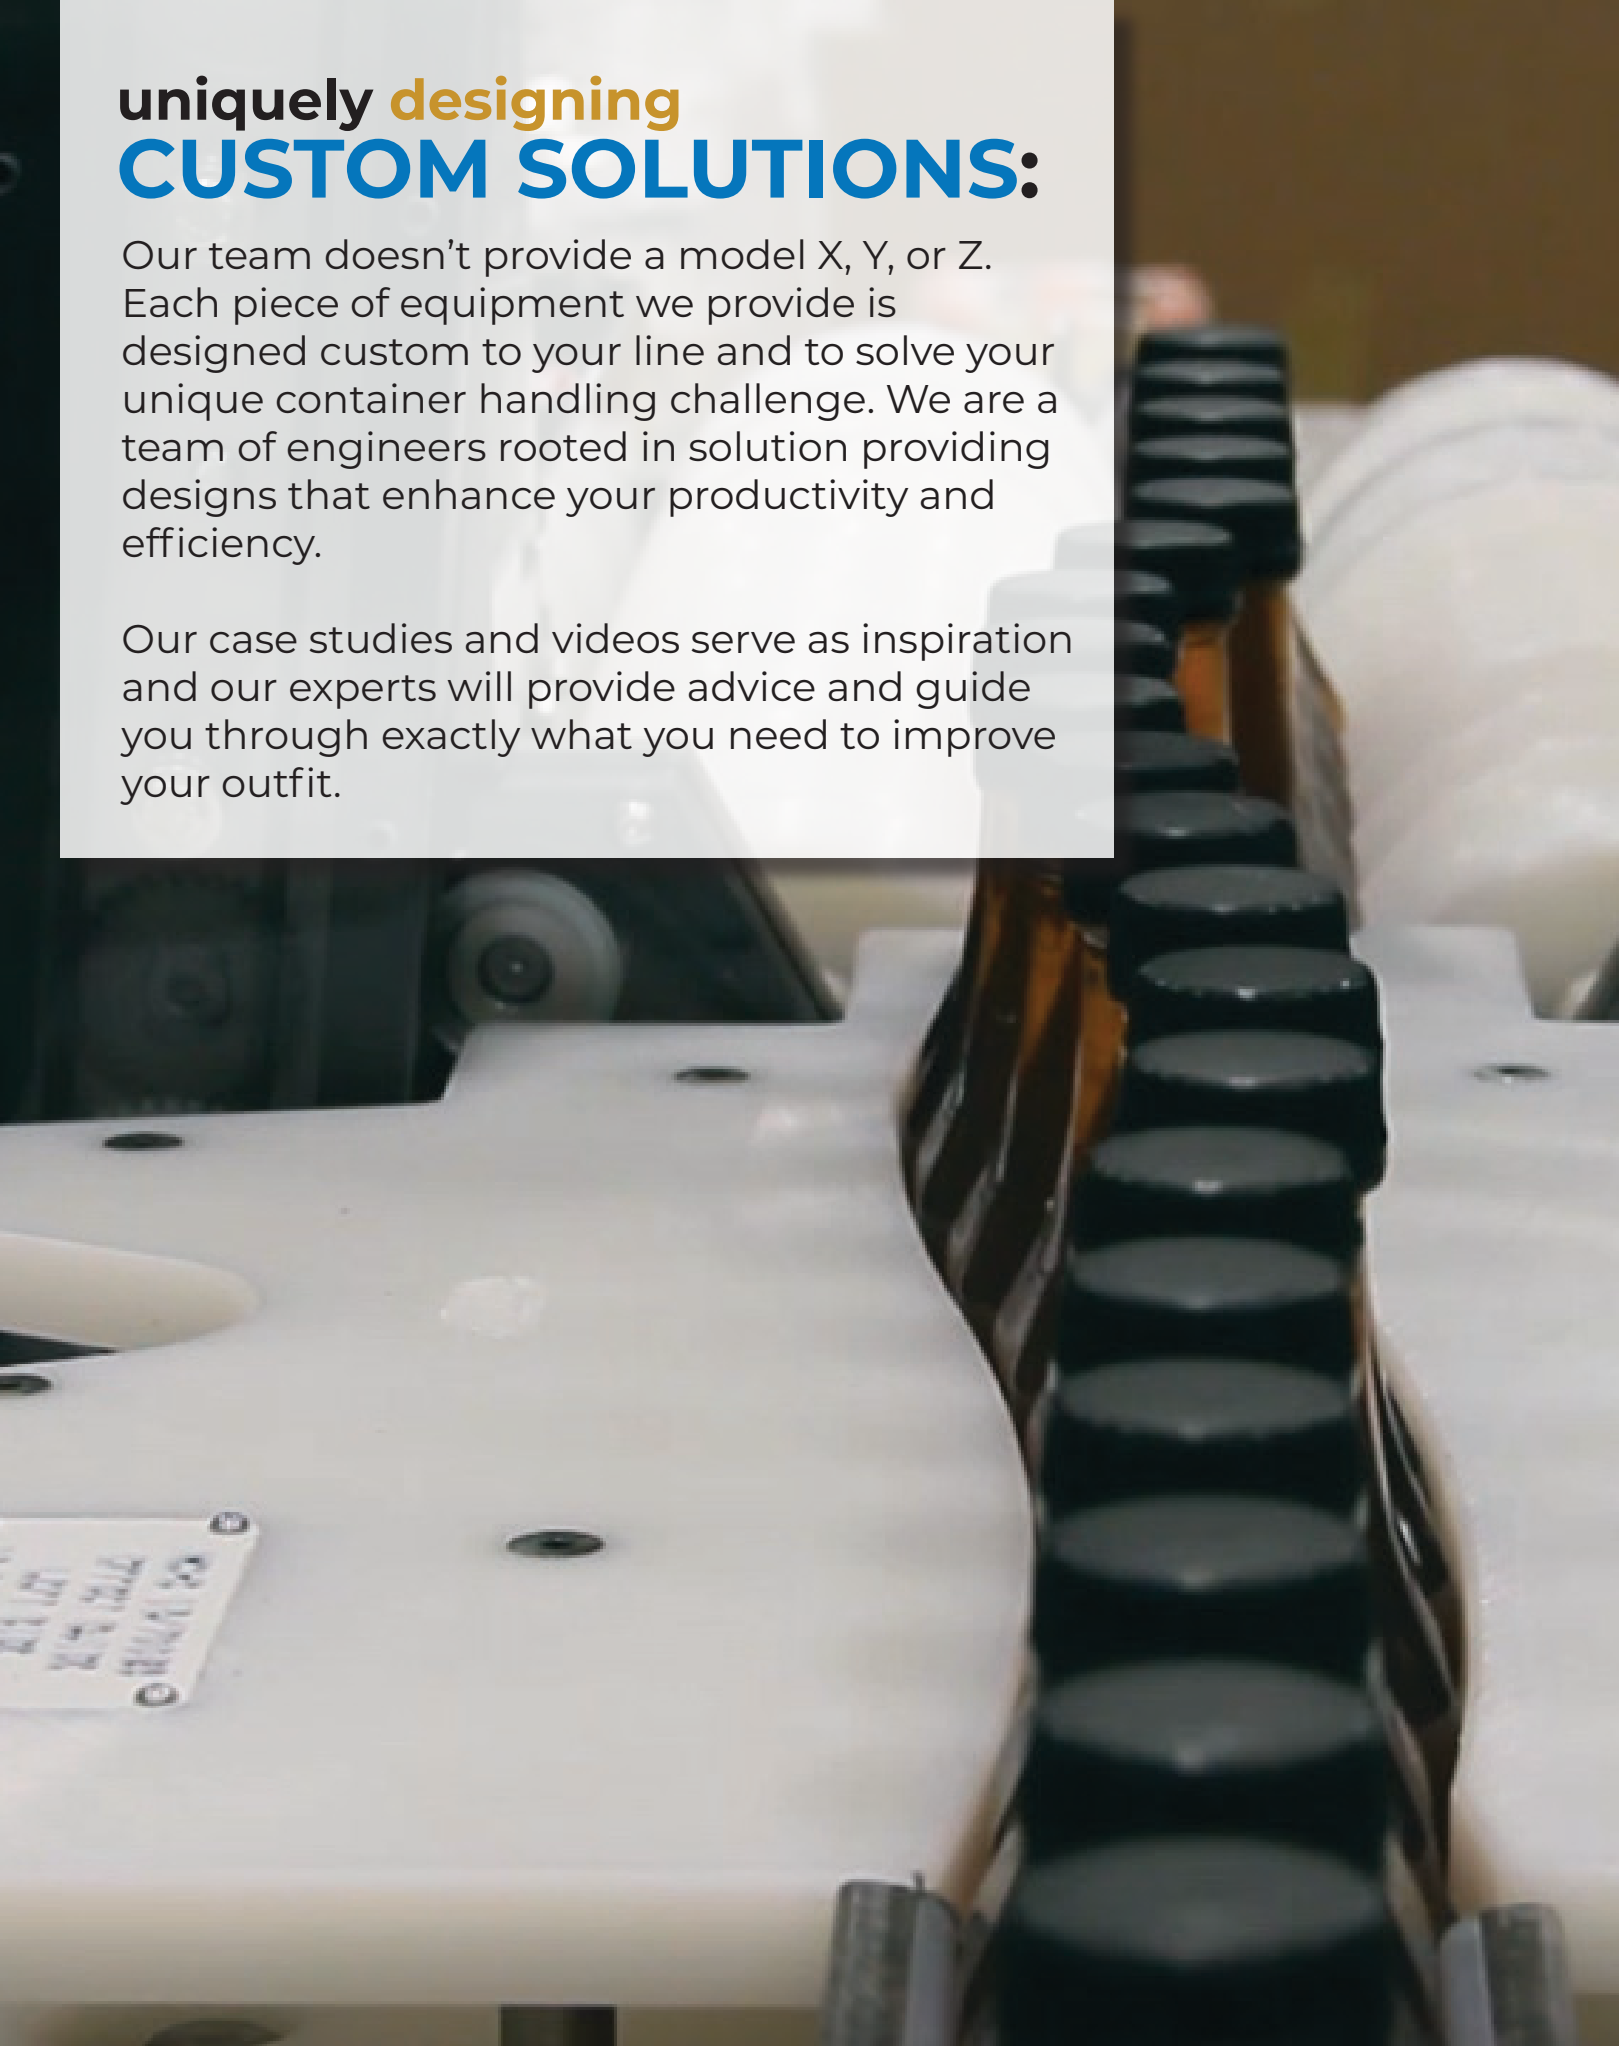 uniquely designing
CUSTOM SOLUTIONS:
Our team doesn’t provide a model X, Y, or Z.
Each piece of equipment we provide is
designed custom to your line and to solve your
unique container handling challenge. We are a
team of engineers rooted in solution providing
designs that enhance your productivity and
efficiency.
Our case studies and videos serve as inspiration
and our experts will provide advice and guide
you through exactly what you need to improve
your outfit.